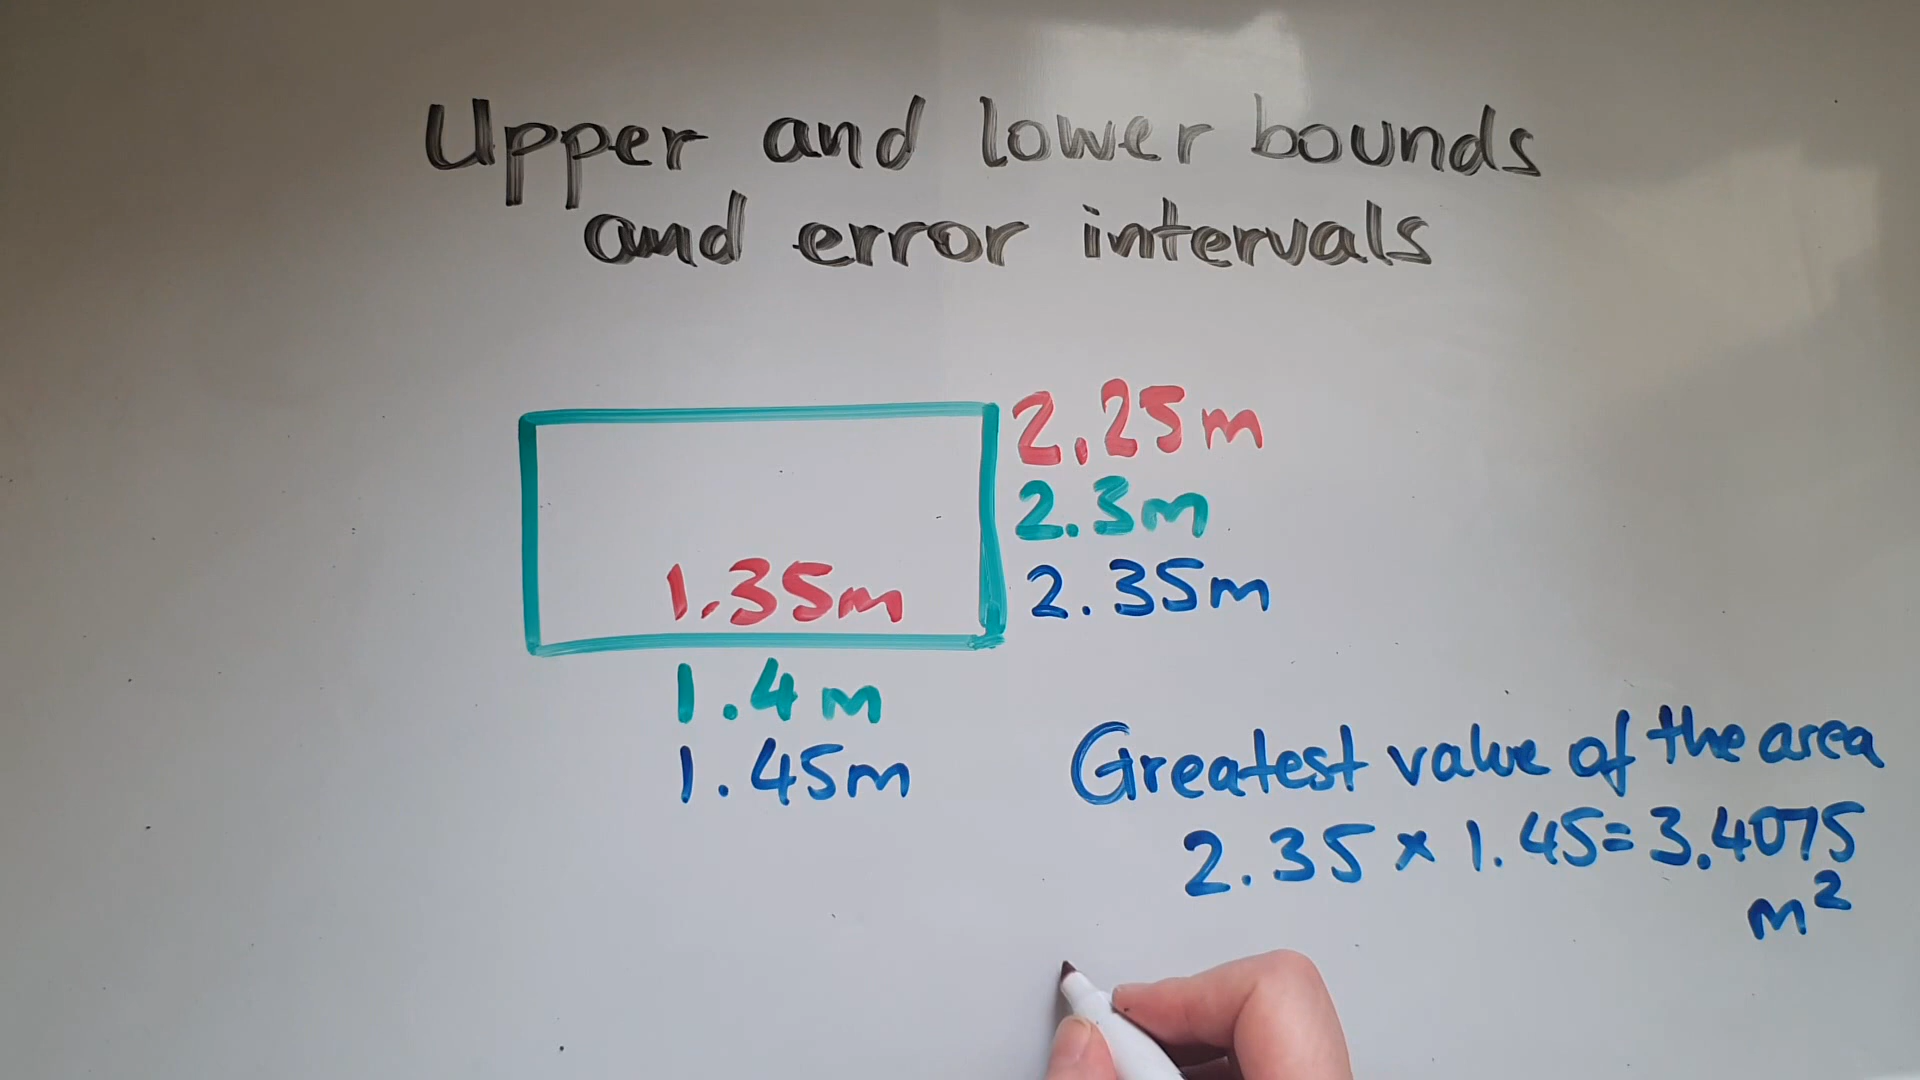 Upper and lower bounds
and error intervals
2.25m
2.3m
1.35m
2.35m
1.4m
1.45m
Greatest value of the area
2.35 × 1.45 = 3.4075
m²